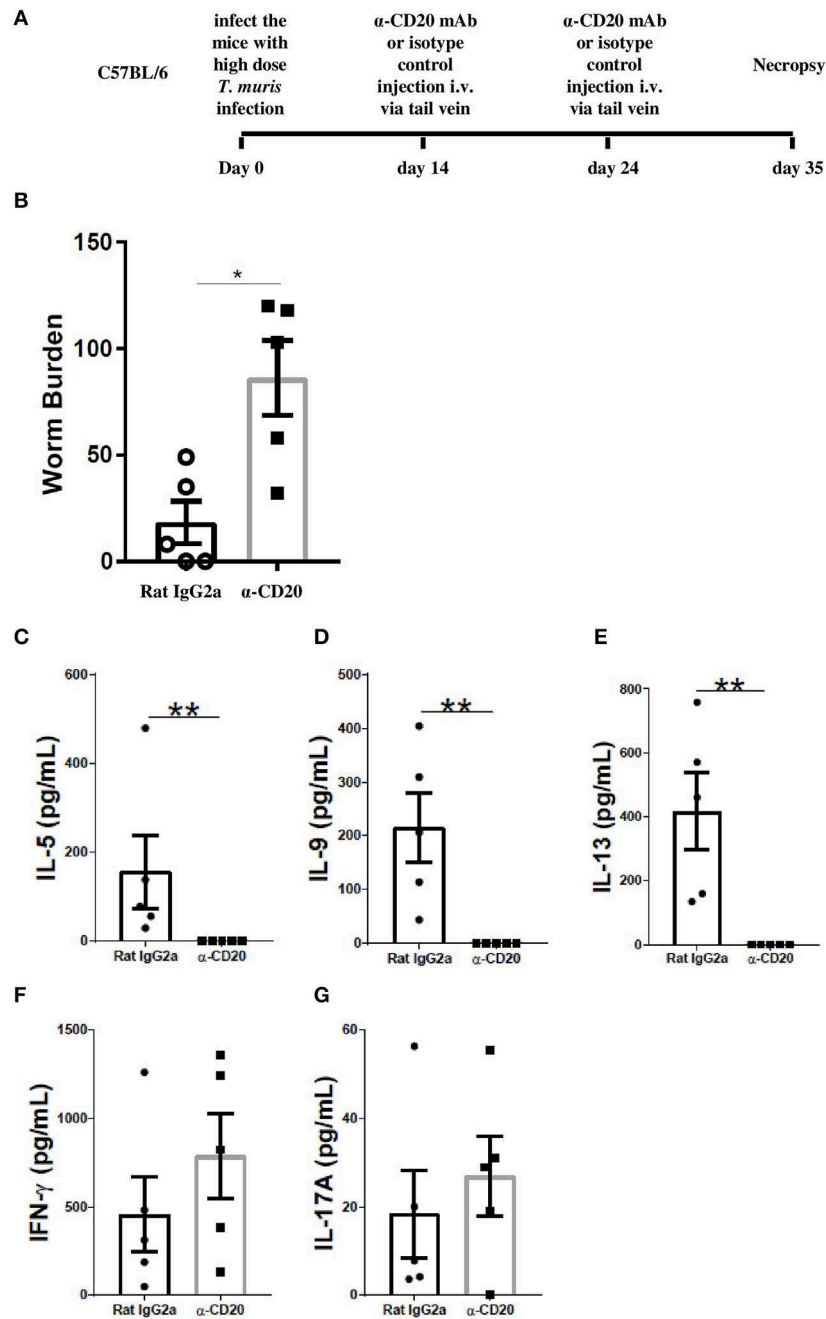 A
C57BL/6
infect the
mice with
high dose
T. muris
infection
α-CD20 mAb
or isotype
control
injection i.v.
via tail vein
α-CD20 mAb
or isotype
control
injection i.v.
via tail vein
Necropsy
Day 0
day 14
day 24
day 35
B
Worm Burden
150
100
50
0
*
Rat IgG2a
α-CD20
C
IL-5 (pg/mL)
600
400
200
0
**
Rat IgG2a
α-CD20
D
IL-9 (pg/mL)
500
400
300
200
100
0
**
Rat IgG2a
α-CD20
E
IL-13 (pg/mL)
800
600
400
200
0
**
Rat IgG2a
α-CD20
F
IFN-γ (pg/mL)
1500
1000
500
0
Rat IgG2a
α-CD20
G
IL-17A (pg/mL)
60
40
20
0
Rat IgG2a
α-CD20